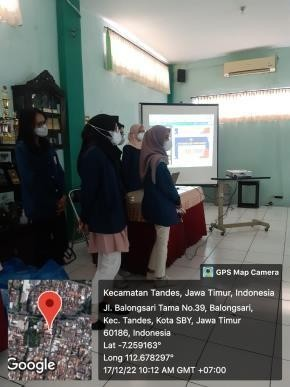 GPS Map Camera
Kecamatan Tandes, Jawa Timur, Indonesia
Jl. Balongsari Tama No.39, Balongsari,
Kec. Tandes, Kota SBY, Jawa Timur
60186, Indonesia
Lat -7.259163°
Long 112.678297°
17/12/22 10:12 AM GMT +07:00
Google